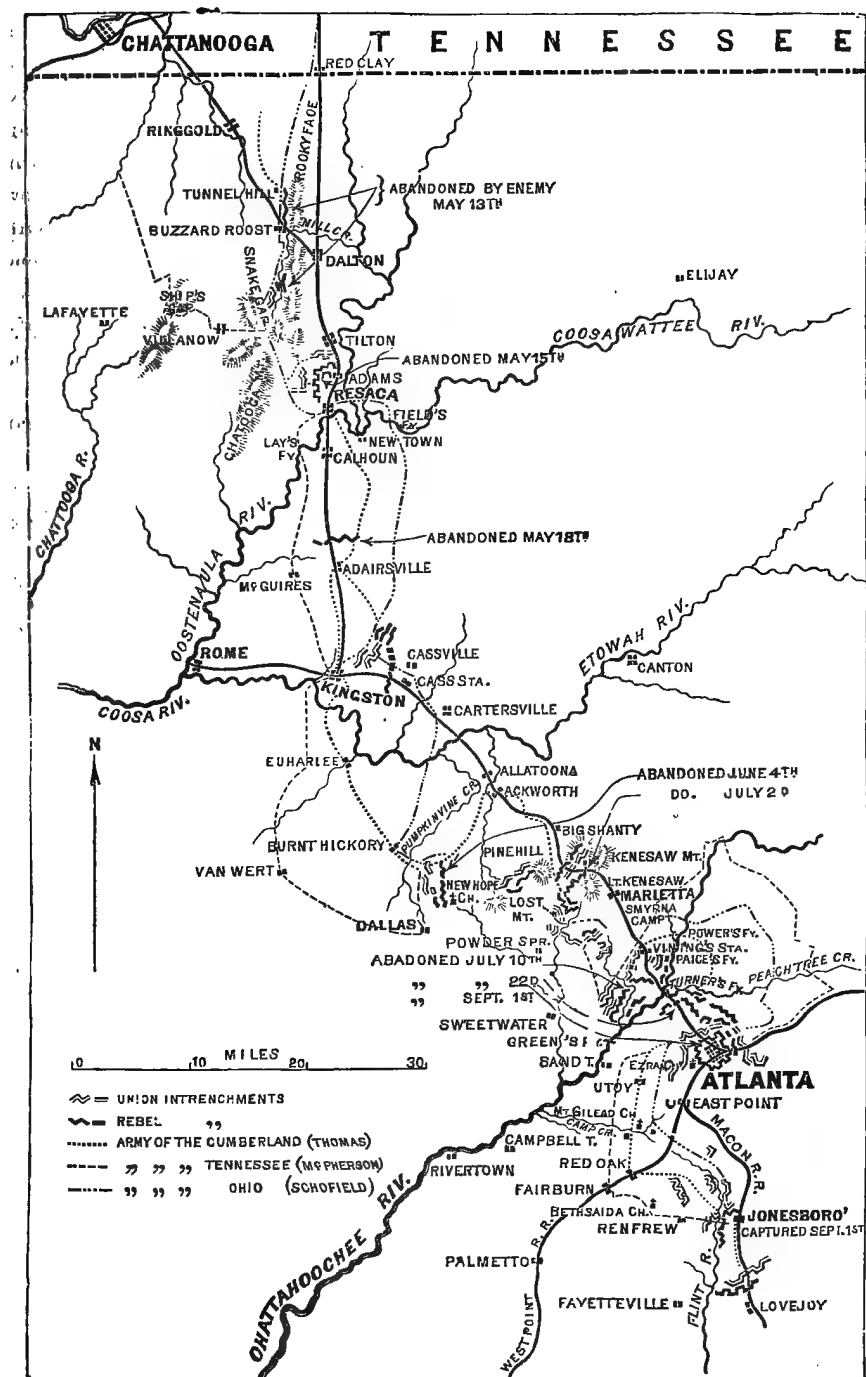 CHATTANOOGA
TENNESSEE
RED CLAY
RINGGOLD
ROCKY FACE
TUNNEL HILL
ABANDONED BY ENEMY
MAY 13TH
BUZZARD ROOST
MILL CR.
DALTON
SNAKE GAP
ELIJAY
SHIP'S
GAP
LAFAYETTE
VILLANOW
COOSAWATTEE RIV.
TILTON
ABANDONED MAY 15TH
ADAMS
RESACA
CHATOOGA MT.
FIELD'S
FY.
LAY'S
FY.
NEW TOWN
CALHOUN
CHATTOOGA R.
OOSTENAULA RIV.
ABANDONED MAY 18TH
ADAIRSVILLE
McGUIRES
ETOWAH RIV.
ROME
CASSVILLE
CANTON
CASS STA.
KINGSTON
COOSA RIV.
CARTERSVILLE
N
EUHARLEE
ALLATOONA
ABANDONED JUNE 4TH
DO. JULY 2D
ACKWORTH
PUMPKINVINE CR.
BIG SHANTY
BURNT HICKORY
PINEHILL
KENESAW MT.
VAN WERT
NEW HOPE
CH.
LT. KENESAW
MARIETTA
LOST
MT.
SMYRNA
CAMP
DALLAS
POWER'S FY.
POWDER SPR.
VINING'S STA.
PAICE'S FY.
ABADONED JULY 10TH
PEACH TREE CR.
TURNER'S FY.
„ „ 22D
„ SEPT. 1ST
SWEETWATER
GREEN'S F.
MILES
0 10 20 30
SAND T.
EZRA CH.
ATLANTA
UTOY
UNION INTRENCHMENTS
EAST POINT
REBEL „
MT. GILEAD CH.
CAMP CR.
ARMY OF THE CUMBERLAND (THOMAS)
CAMPBELL T.
MACON R.R.
„ „ „ TENNESSEE (McPHERSON)
RIVERTOWN
RED OAK
„ „ „ OHIO (SCHOFIELD)
FAIRBURN
BETHSAIDA CH.
JONESBORO'
RENFREW
CAPTURED SEPT. 1ST
OHATTAHOOCHEE RIV.
PALMETTO
WEST POINT R.R.
FLINT R.
FAYETTEVILLE
LOVEJOY